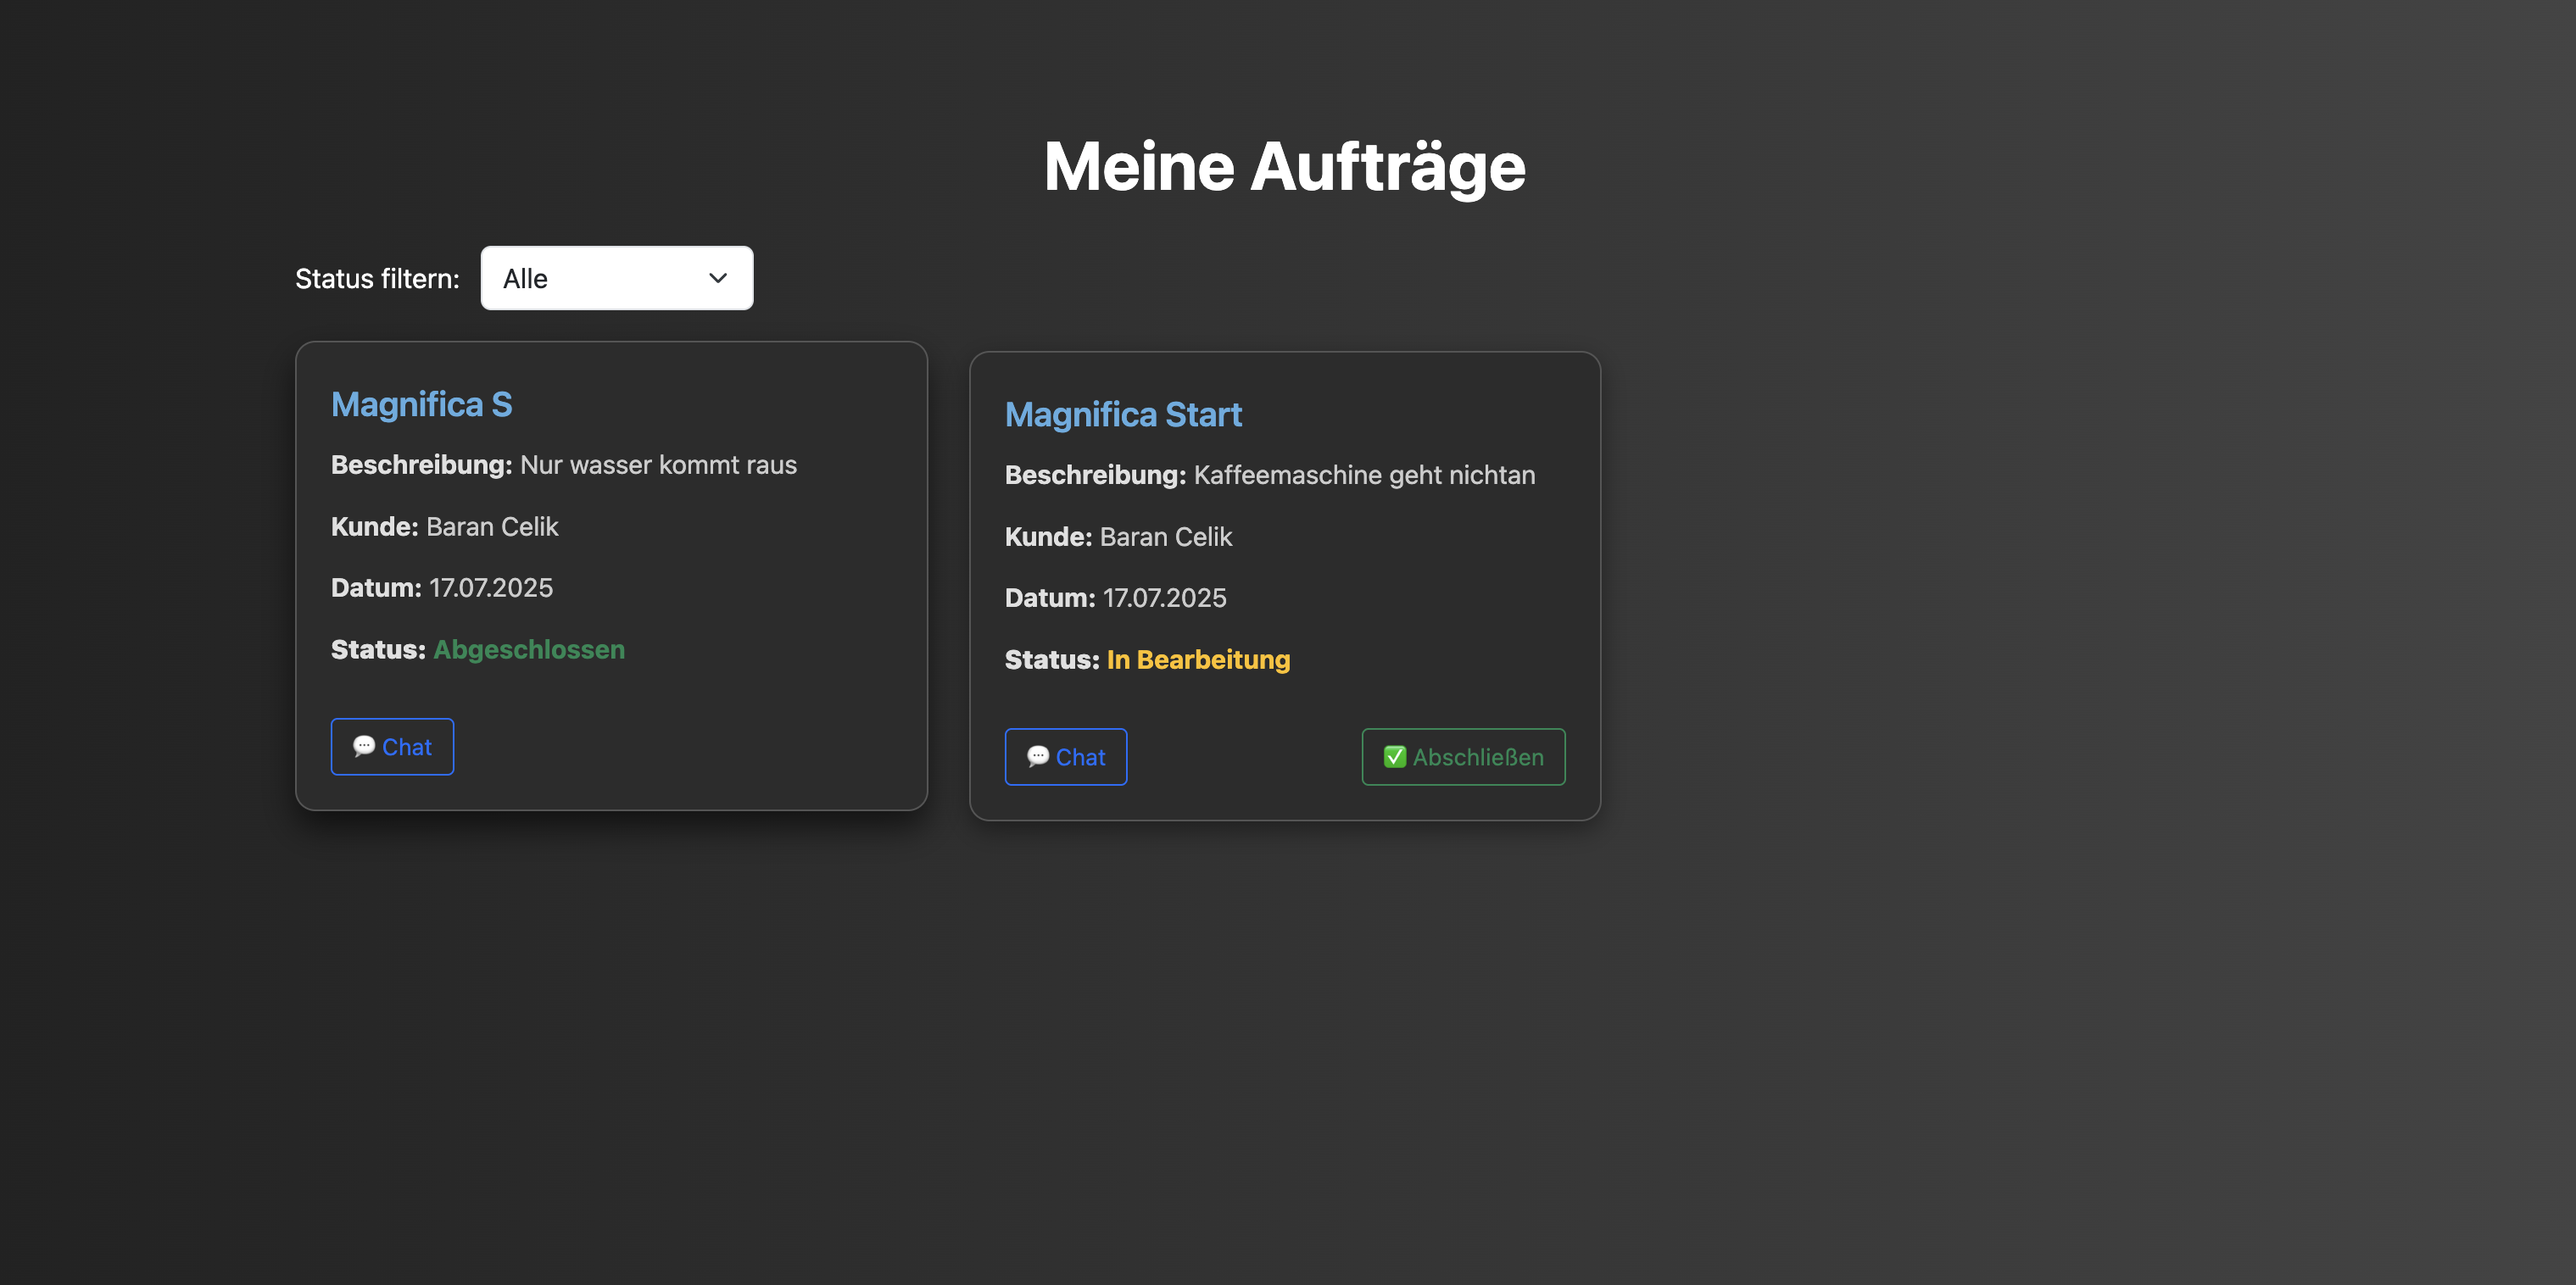 Meine Aufträge
Status filtern: Alle
Magnifica S
Beschreibung: Nur wasser kommt raus
Kunde: Baran Celik
Datum: 17.07.2025
Status: Abgeschlossen
💬 Chat
Magnifica Start
Beschreibung: Kaffeemaschine geht nichtan
Kunde: Baran Celik
Datum: 17.07.2025
Status: In Bearbeitung
💬 Chat
✅ Abschließen